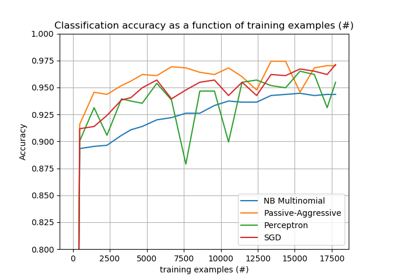 Classification accuracy as a function of training examples (#)
1.000
0.975
0.950
0.925
0.900
0.875
0.850
0.825
0.800
Accuracy
NB Multinomial
Passive-Aggressive
Perceptron
SGD
0 2500 5000 7500 10000 12500 15000 17500
training examples (#)